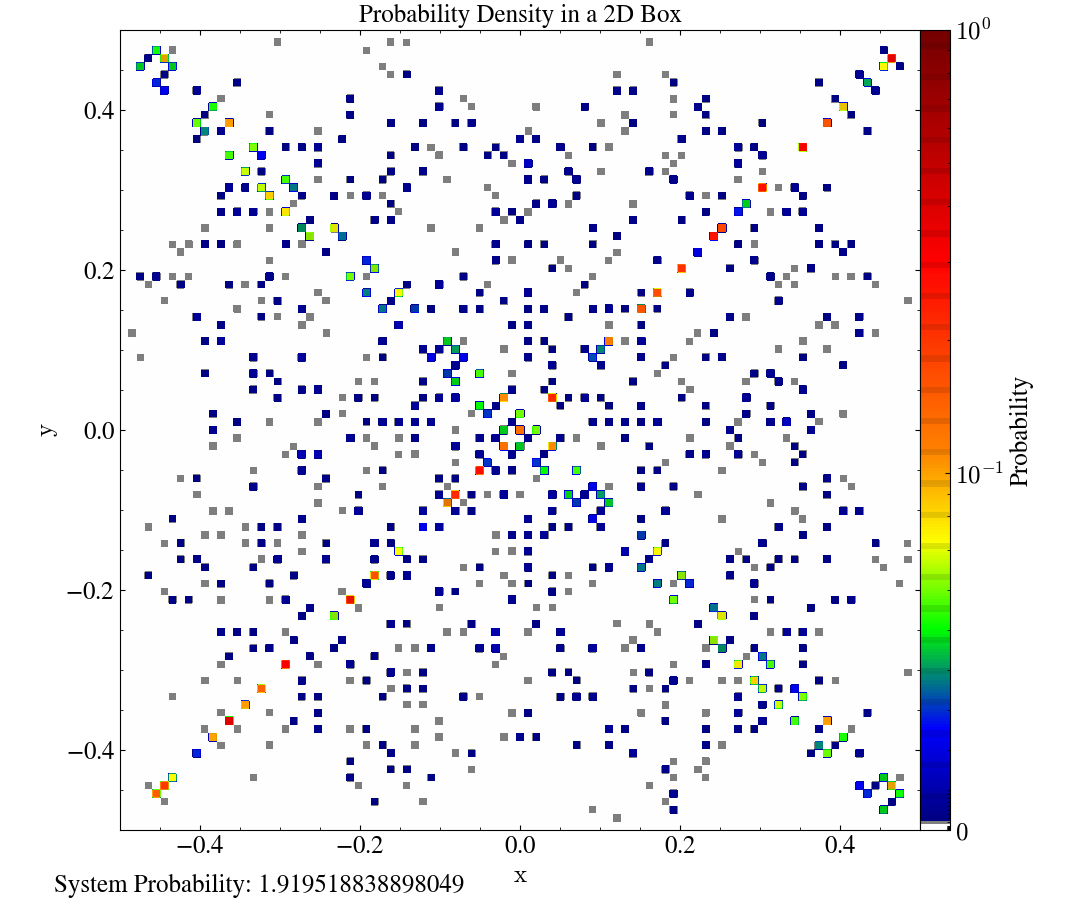 Probability Density in a 2D Box
10^0
0.4
0.2
0.0
−0.2
−0.4
y
10^−1
Probability
0
−0.4 −0.2 0.0 0.2 0.4
x
System Probability: 1.919518838898049